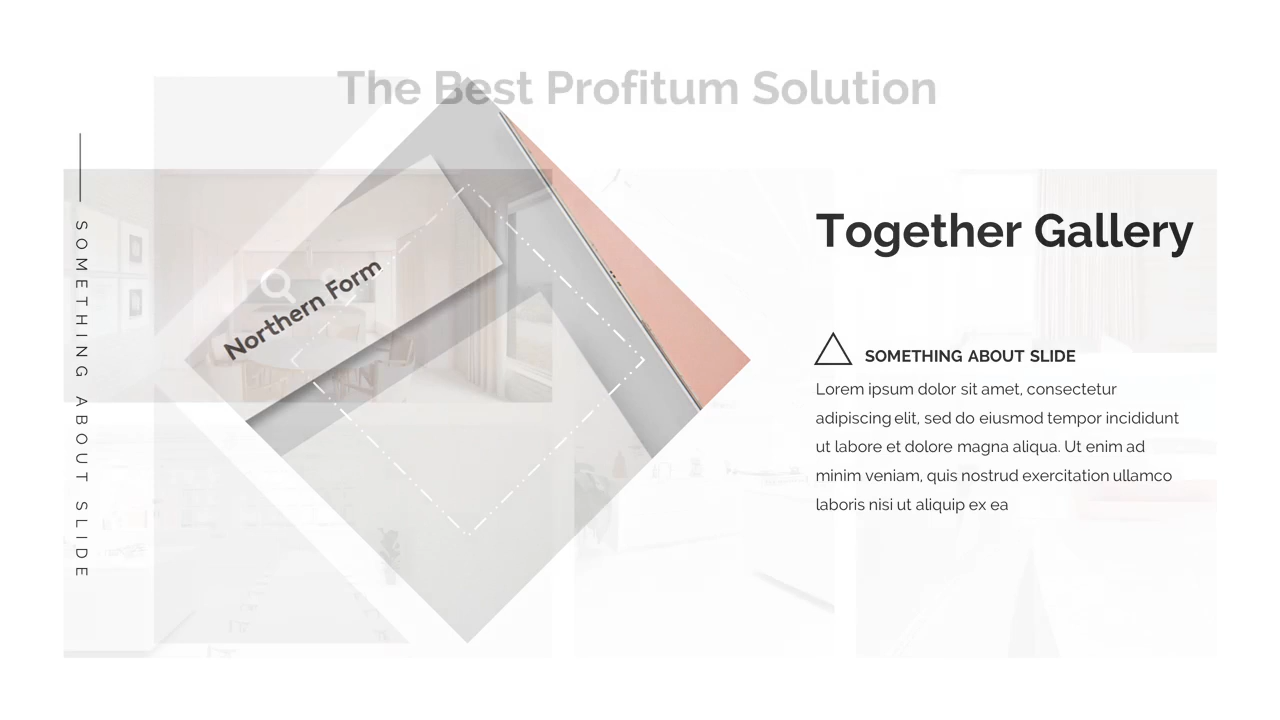 The Best Profitum Solution
SOMETHING ABOUT SLIDE
Northern Form
Together Gallery
SOMETHING ABOUT SLIDE
Lorem ipsum dolor sit amet, consectetur
adipiscing elit, sed do eiusmod tempor incididunt
ut labore et dolore magna aliqua. Ut enim ad
minim veniam, quis nostrud exercitation ullamco
laboris nisi ut aliquip ex ea